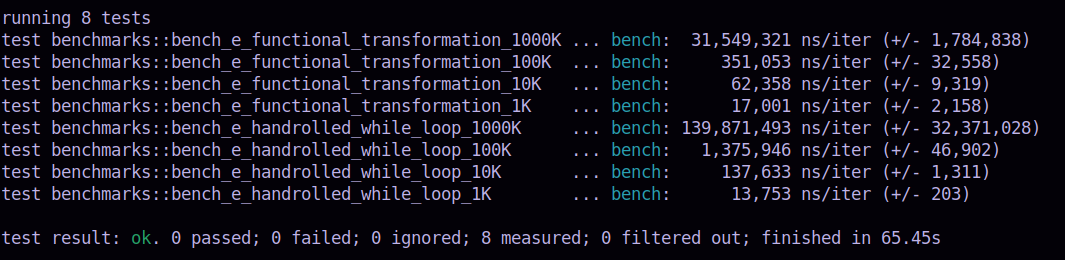 running 8 tests
test benchmarks::bench_e_functional_transformation_1000K ... bench:  31,549,321 ns/iter (+/- 1,784,838)
test benchmarks::bench_e_functional_transformation_100K  ... bench:     351,053 ns/iter (+/- 32,558)
test benchmarks::bench_e_functional_transformation_10K   ... bench:      62,358 ns/iter (+/- 9,319)
test benchmarks::bench_e_functional_transformation_1K    ... bench:      17,001 ns/iter (+/- 2,158)
test benchmarks::bench_e_handrolled_while_loop_1000K     ... bench: 139,871,493 ns/iter (+/- 32,371,028)
test benchmarks::bench_e_handrolled_while_loop_100K      ... bench:   1,375,946 ns/iter (+/- 46,902)
test benchmarks::bench_e_handrolled_while_loop_10K       ... bench:     137,633 ns/iter (+/- 1,311)
test benchmarks::bench_e_handrolled_while_loop_1K        ... bench:      13,753 ns/iter (+/- 203)
test result: ok. 0 passed; 0 failed; 0 ignored; 8 measured; 0 filtered out; finished in 65.45s